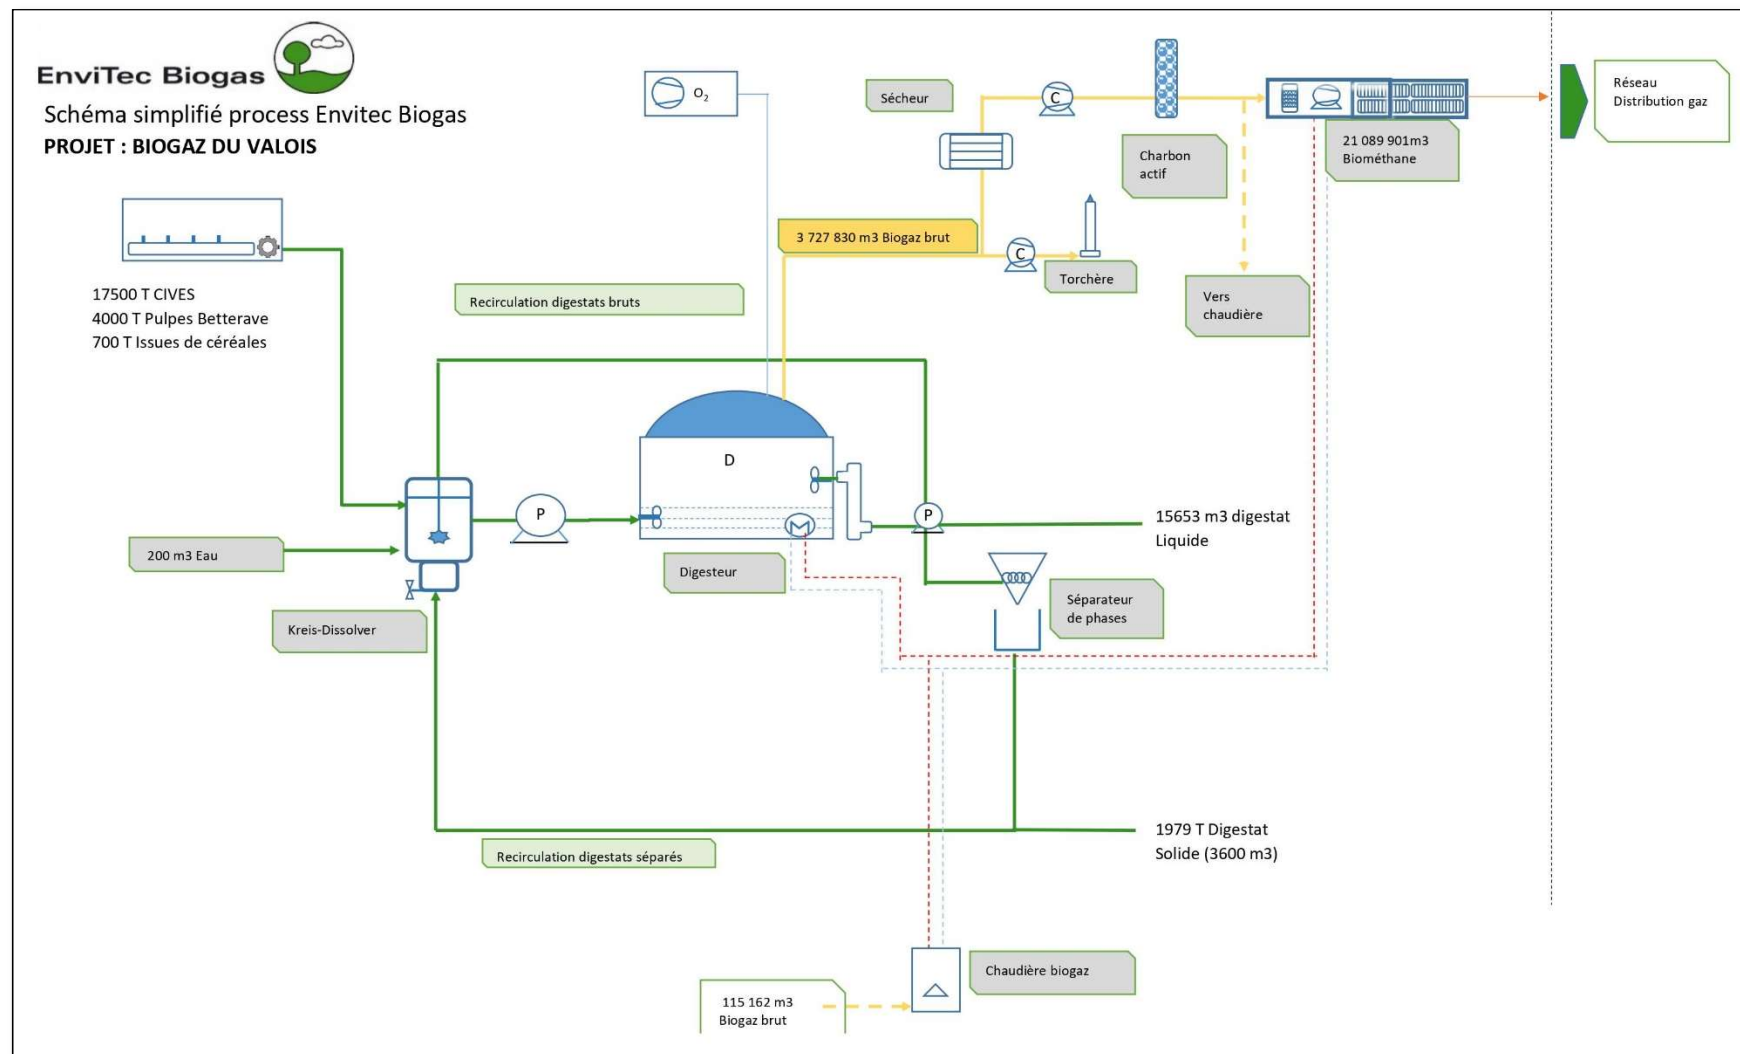 EnviTec Biogas
Schéma simplifié process Envitec Biogas
PROJET : BIOGAZ DU VALOIS
O2
Sécheur
C
Charbon
actif
21 089 901m3
Biométhane
Réseau
Distribution gaz
3 727 830 m3 Biogaz brut
C
Torchère
Vers
chaudière
17500 T CIVES
4000 T Pulpes Betterave
700 T Issues de céréales
Recirculation digestats bruts
D
P
P
15653 m3 digestat
Liquide
200 m3 Eau
Digesteur
Séparateur
de phases
Kreis-Dissolver
1979 T Digestat
Solide (3600 m3)
Recirculation digestats séparés
Chaudière biogaz
115 162 m3
Biogaz brut